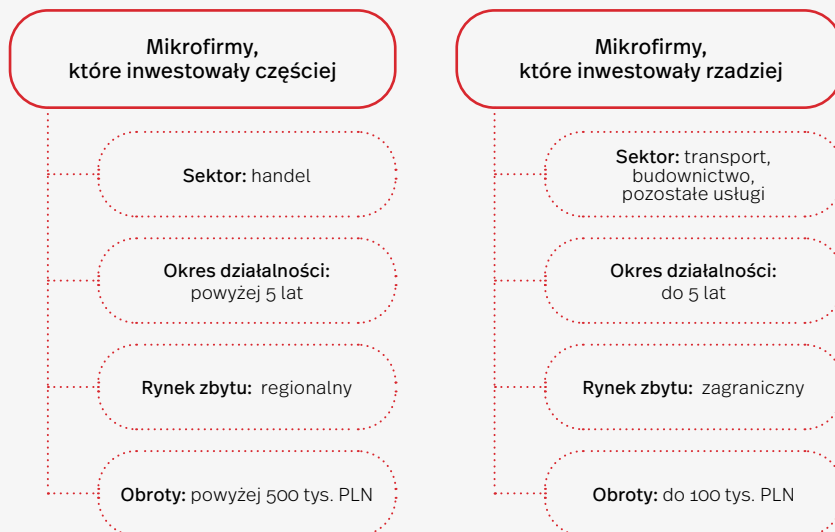 Mikrofirmy,
które inwestowały częściej
Sektor: handel
Okres działalności:
powyżej 5 lat
Rynek zbytu: regionalny
Obroty: powyżej 500 tys. PLN
Mikrofirmy,
które inwestowały rzadziej
Sektor: transport,
budownictwo,
pozostałe usługi
Okres działalności:
do 5 lat
Rynek zbytu: zagraniczny
Obroty: do 100 tys. PLN